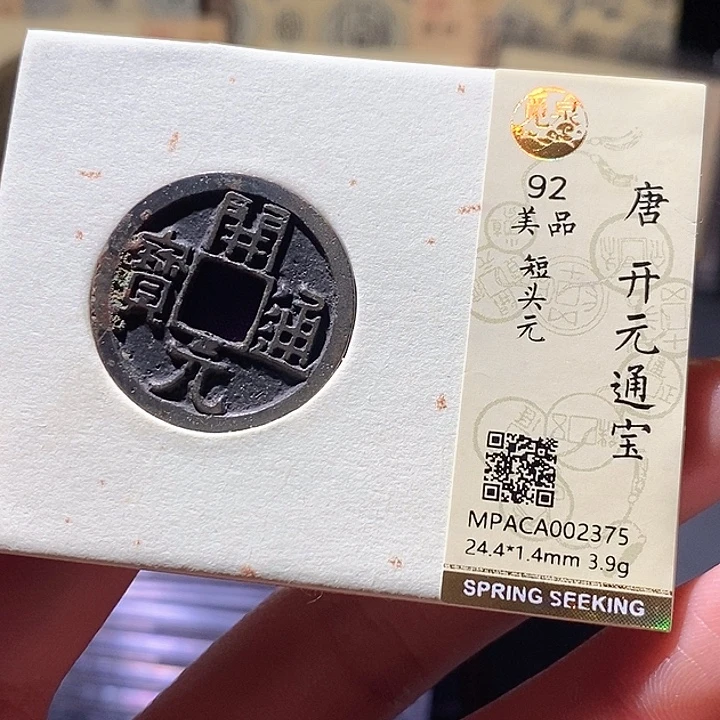 開
通
元
寶
覓泉
92
美品
短头元
唐 开元通宝
MPACA002375
24.4*1.4mm 3.9g
SPRING SEEKING